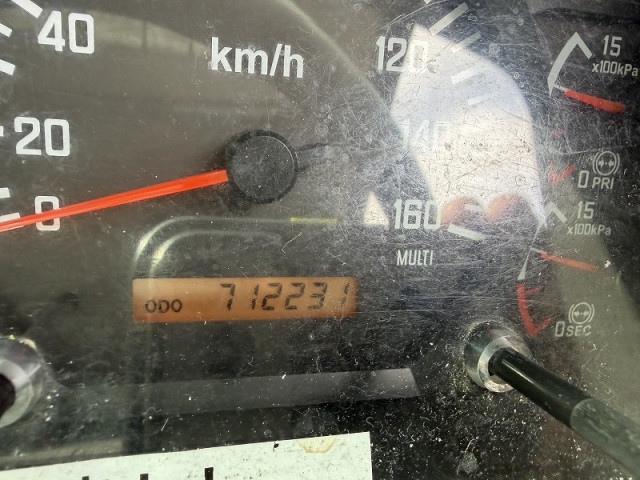 40
km/h
120
15
x100kPa
20
140
0 PRI
0
160
15
x100kPa
MULTI
ODO 712231
0 SEC